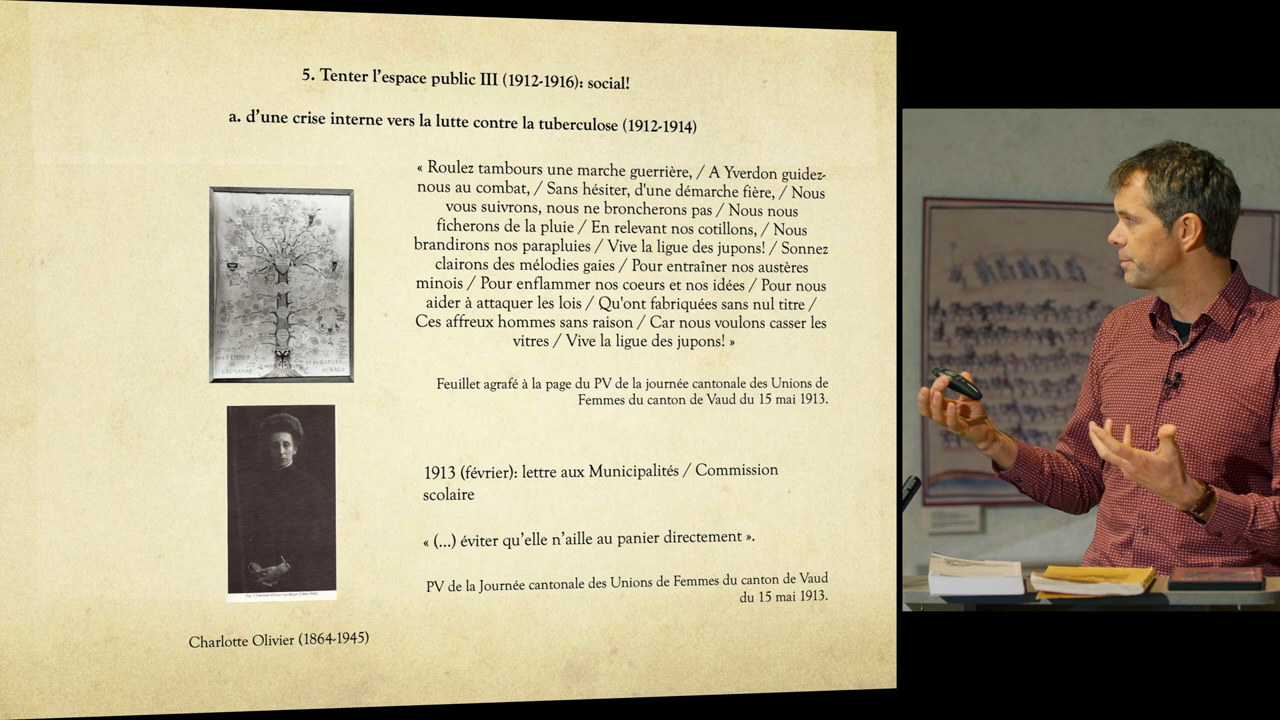 5. Tenter l'espace public III (1912-1916): social!
a. d'une crise interne vers la lutte contre la tuberculose (1912-1914)
« Roulez tambours une marche guerrière, / A Yverdon guidez-
nous au combat, / Sans hésiter, d'une démarche fière, / Nous
vous suivrons, nous ne broncherons pas / Nous nous
ficherons de la pluie / En relevant nos cotillons, / Nous
brandirons nos parapluies / Vive la ligue des jupons! / Sonnez
clairons des mélodies gaies / Pour entraîner nos austères
minois / Pour enflammer nos coeurs et nos idées / Pour nous
aider à attaquer les lois / Qu'ont fabriquées sans nul titre /
Ces affreux hommes sans raison / Car nous voulons casser les
vitres / Vive la ligue des jupons! »
Feuillet agrafé à la page du PV de la journée cantonale des Unions de
Femmes du canton de Vaud du 15 mai 1913.
1913 (février): lettre aux Municipalités / Commission
scolaire
« (...) éviter qu'elle n'aille au panier directement ».
PV de la Journée cantonale des Unions de Femmes du canton de Vaud
du 15 mai 1913.
UNION
FEMMES
LAUSANNE
CANTON
DE VAUD
Charlotte Olivier (1864-1945)